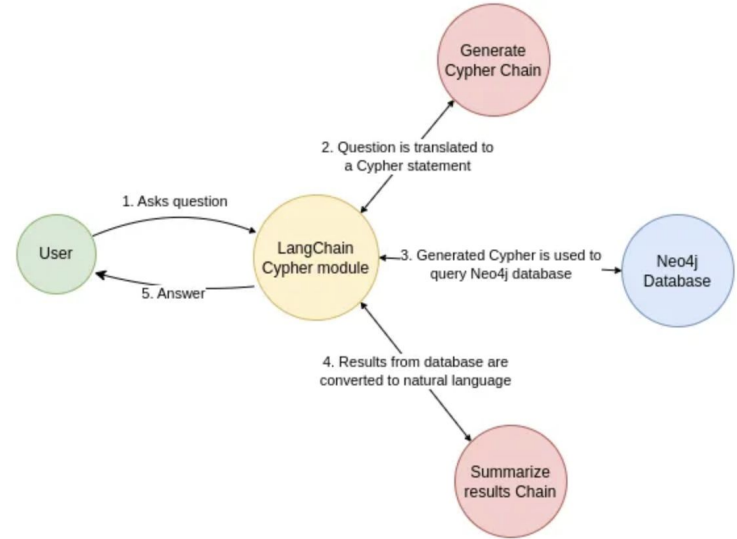 Generate
Cypher Chain
2. Question is translated to
a Cypher statement
1. Asks question
User
LangChain
Cypher module
3. Generated Cypher is used to
query Neo4j database
Neo4j
Database
5. Answer
4. Results from database are
converted to natural language
Summarize
results Chain